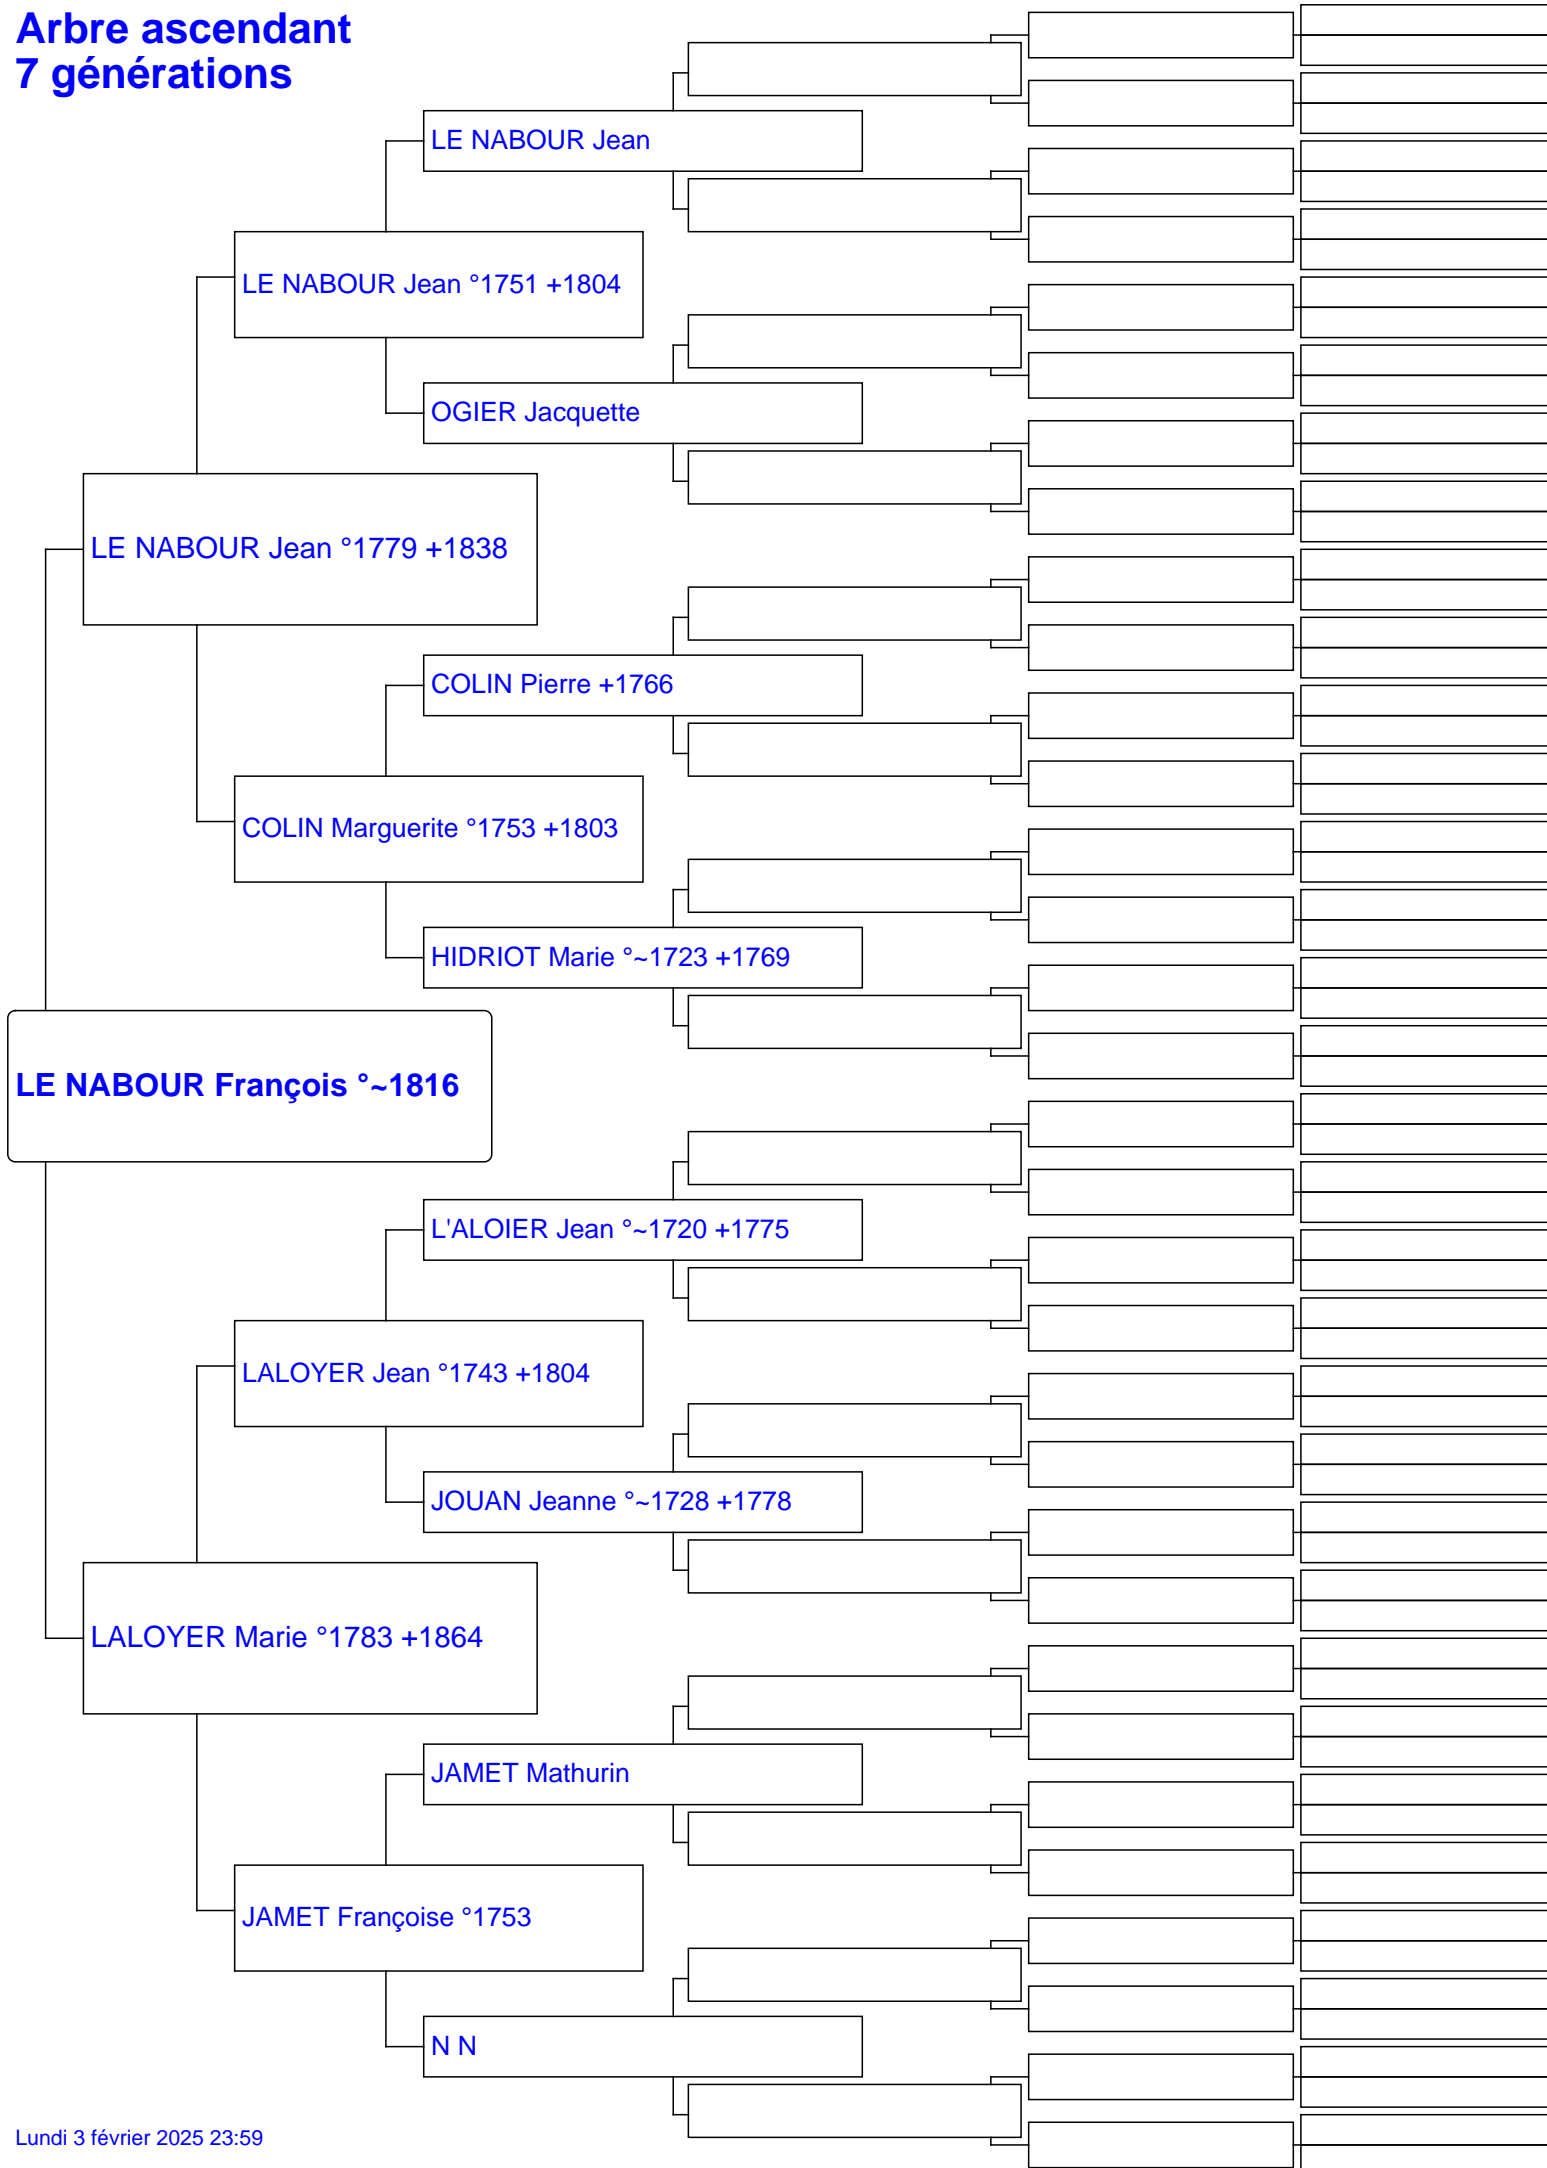 Arbre ascendant
7 générations
LE NABOUR Jean
LE NABOUR Jean °1751 +1804
OGIER Jacquette
LE NABOUR Jean °1779 +1838
COLIN Pierre +1766
COLIN Marguerite °1753 +1803
HIDRIOT Marie °~1723 +1769
LE NABOUR François °~1816
L'ALOIER Jean °~1720 +1775
LALOYER Jean °1743 +1804
JOUAN Jeanne °~1728 +1778
LALOYER Marie °1783 +1864
JAMET Mathurin
JAMET Françoise °1753
N N
Lundi 3 février 2025 23:59